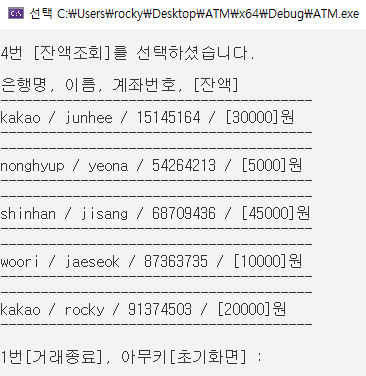 선택 C:\Users\rocky\Desktop\ATM\x64\Debug\ATM.exe
4번 [잔액조회]를 선택하셨습니다.
은행명, 이름, 계좌번호, [잔액]
---------------------------------------
kakao / junhee / 15145164 / [30000]원
---------------------------------------
---------------------------------------
nonghyup / yeona / 54264213 / [5000]원
---------------------------------------
---------------------------------------
shinhan / jisang / 68709436 / [45000]원
---------------------------------------
---------------------------------------
woori / jaeseok / 87363735 / [10000]원
---------------------------------------
---------------------------------------
kakao / rocky / 91374503 / [20000]원
---------------------------------------
1번[거래종료], 아무키[초기화면] :